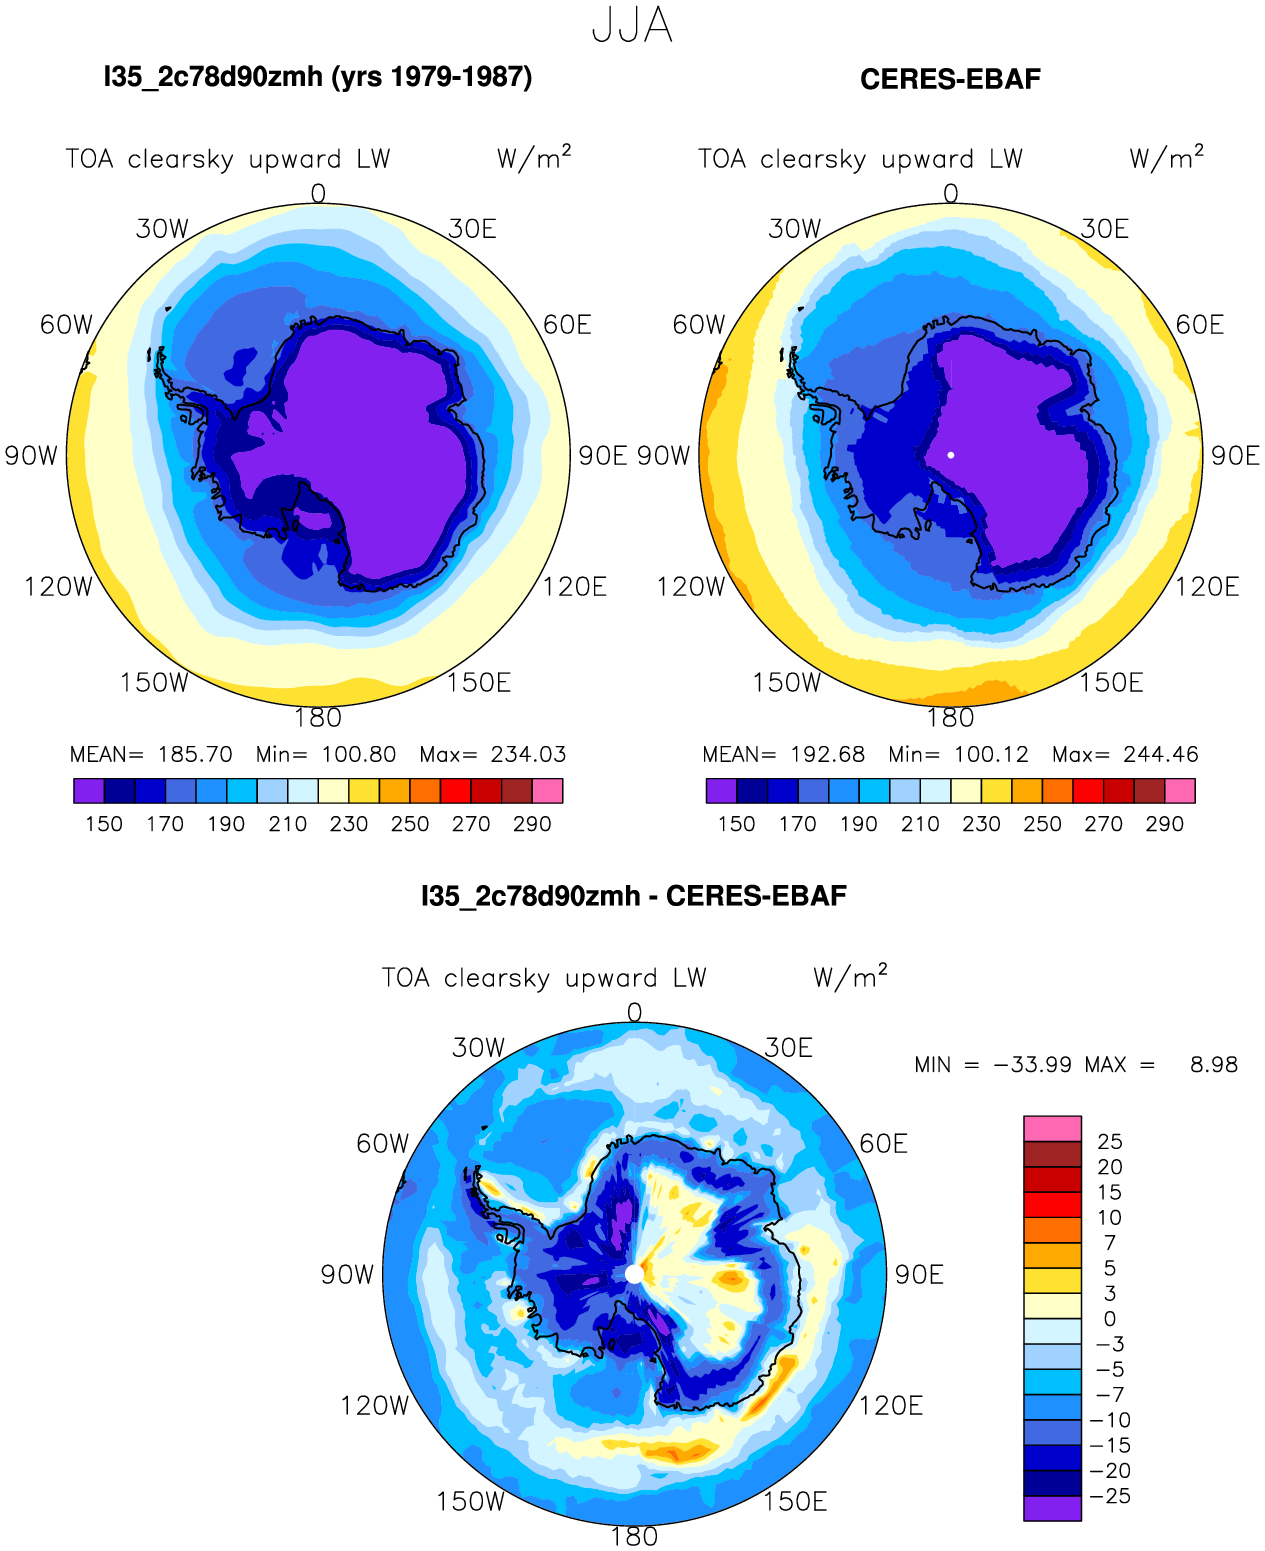 JJA
l35_2c78d90zmh (yrs 1979-1987)
CERES-EBAF
TOA clearsky upward LW W/m²
TOA clearsky upward LW W/m²
0
30W 30E
60W 60E
90W 90E
120W 120E
150W 150E
180
0
30W 30E
60W 60E
90W 90E
120W 120E
150W 150E
180
MEAN= 185.70 Min= 100.80 Max= 234.03
150 170 190 210 230 250 270 290
MEAN= 192.68 Min= 100.12 Max= 244.46
150 170 190 210 230 250 270 290
l35_2c78d90zmh - CERES-EBAF
TOA clearsky upward LW W/m²
0
30W 30E
60W 60E
90W 90E
120W 120E
150W 150E
180
MIN = −33.99 MAX = 8.98
25
20
15
10
7
5
3
0
−3
−5
−7
−10
−15
−20
−25